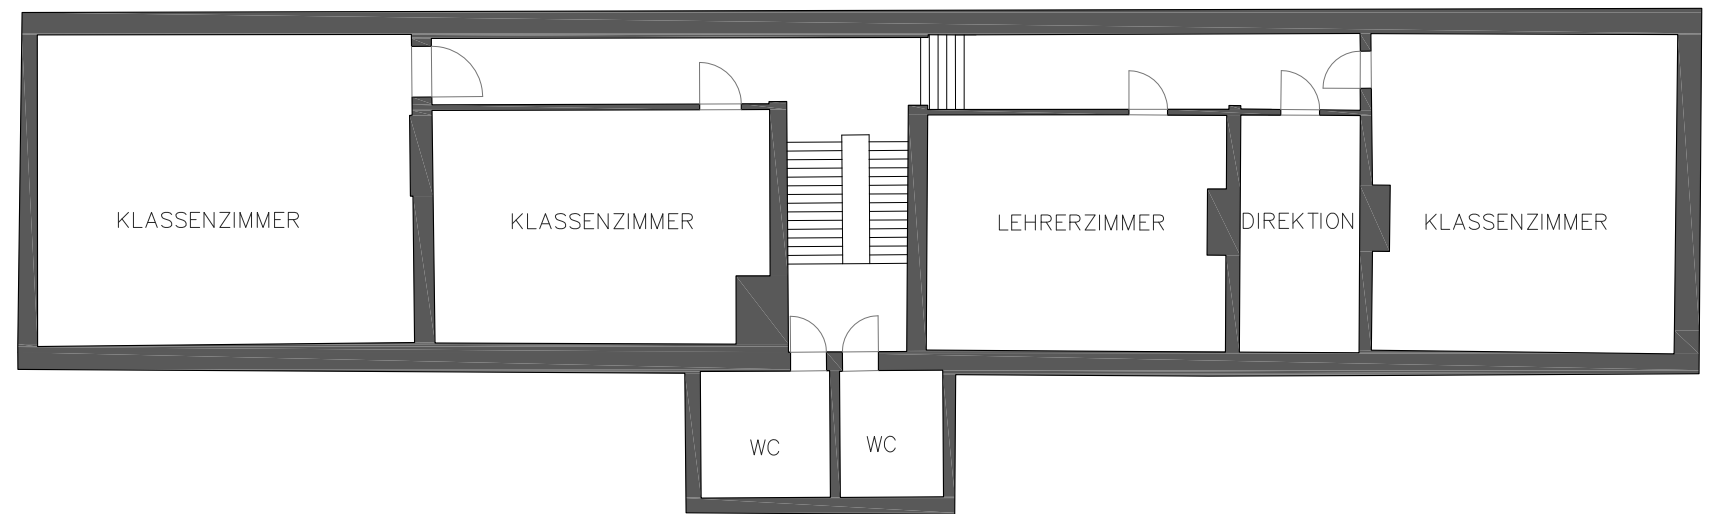 KLASSENZIMMER
KLASSENZIMMER
LEHRERZIMMER
DIREKTION
KLASSENZIMMER
WC
WC